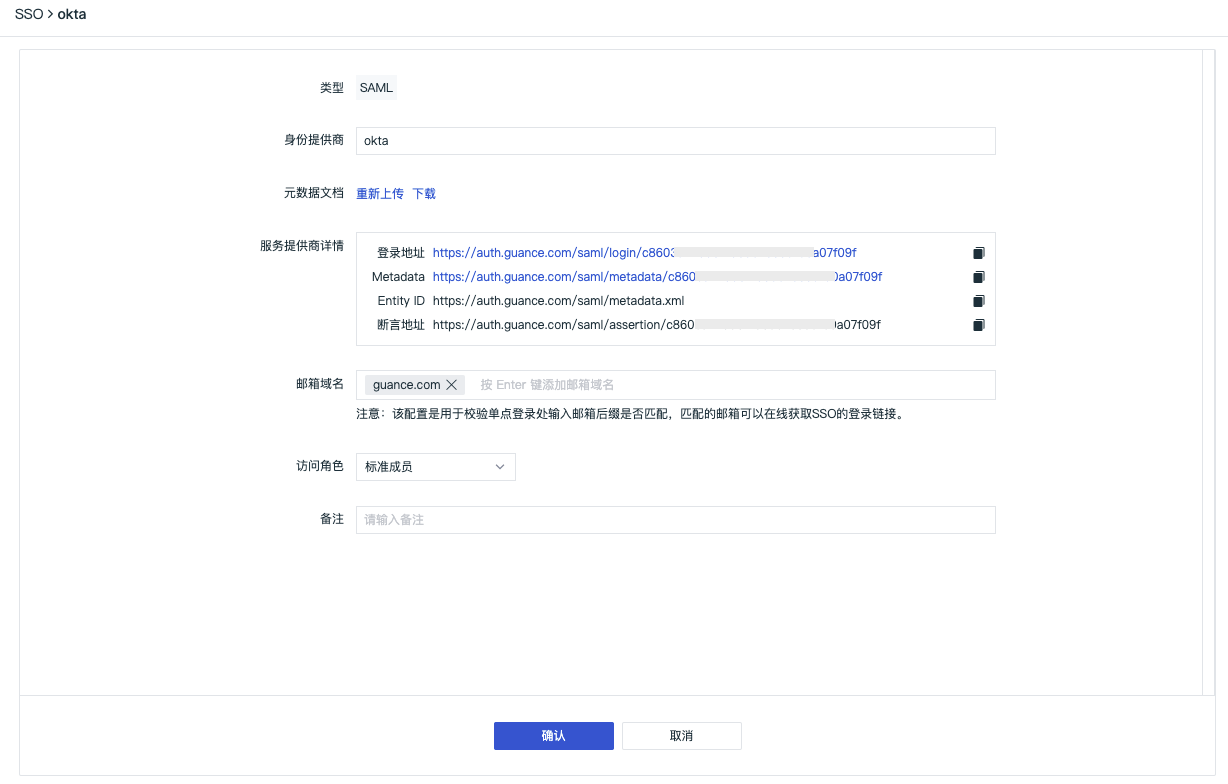 SSO > okta
类型 SAML
身份提供商 okta
元数据文档 重新上传 下载
服务提供商详情
登录地址 https://auth.guance.com/saml/login/c8603 a07f09f
Metadata https://auth.guance.com/saml/metadata/c860 0a07f09f
Entity ID https://auth.guance.com/saml/metadata.xml
断言地址 https://auth.guance.com/saml/assertion/c860 a07f09f
邮箱域名 guance.com 按 Enter 键添加邮箱域名
注意：该配置是用于校验单点登录处输入邮箱后缀是否匹配，匹配的邮箱可以在线获取SSO的登录链接。
访问角色 标准成员
备注 请输入备注
确认 取消